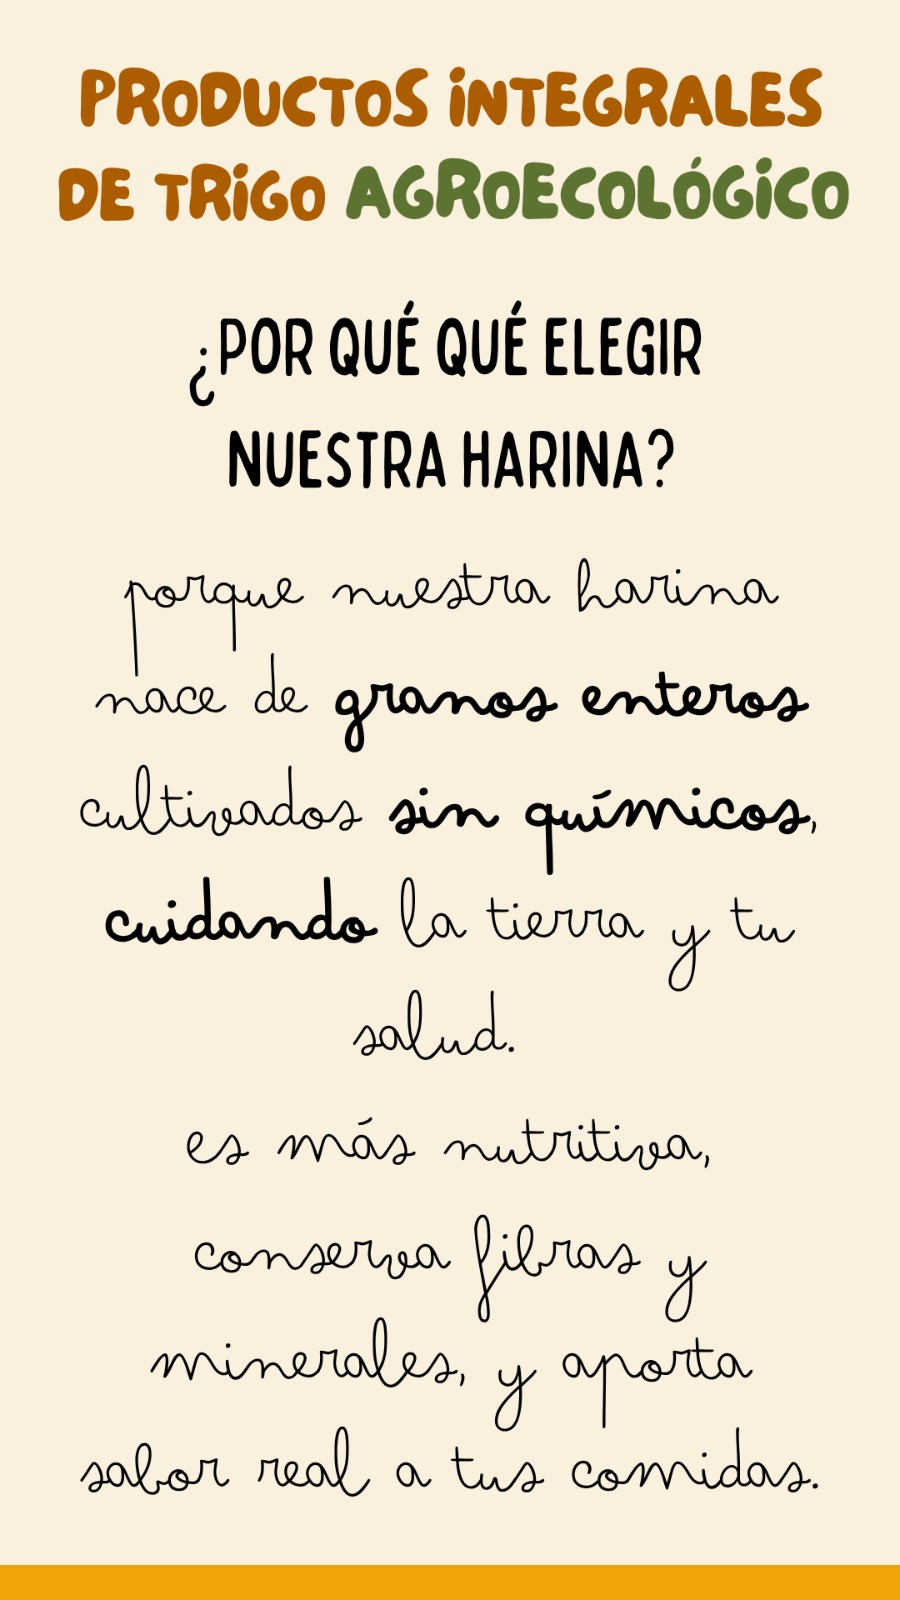 PRODUCTOS iNTEGRALES
DE TRiGO AGROECOLÓGiCO
¿POR QUÉ QUÉ ELEGIR
NUESTRA HARINA?
porque nuestra harina
nace de granos enteros
cultivados sin químicos,
cuidando la tierra y tu
salud.
es más nutritiva,
conserva fibras y
minerales, y aporta
sabor real a tus comidas.